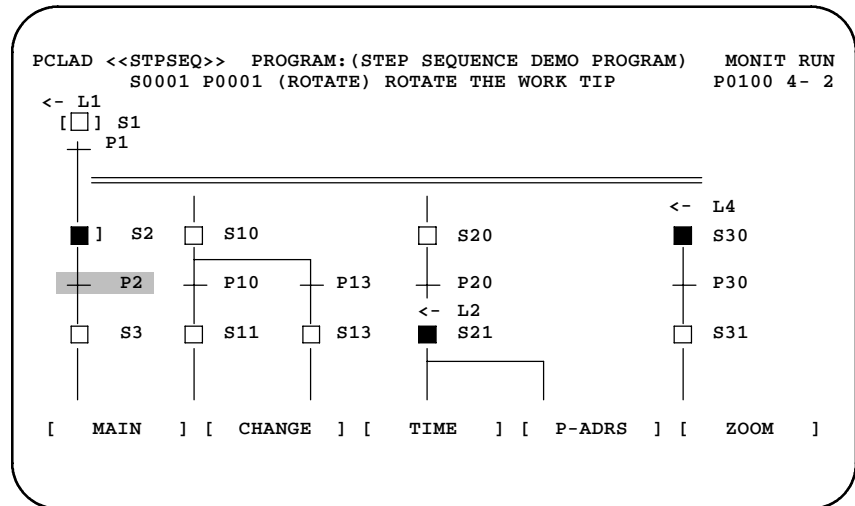 PCLAD <<STPSEQ>> PROGRAM:(STEP SEQUENCE DEMO PROGRAM) MONIT RUN
S0001 P0001 (ROTATE) ROTATE THE WORK TIP P0100 4- 2
<- L1
[ ] S1
P1
<- L4
] S2 S10 S20 S30
P2 P10 P13 P20 P30
<- L2
S3 S11 S13 S21 S31
[ MAIN ] [ CHANGE ] [ TIME ] [ P-ADRS ] [ ZOOM ]